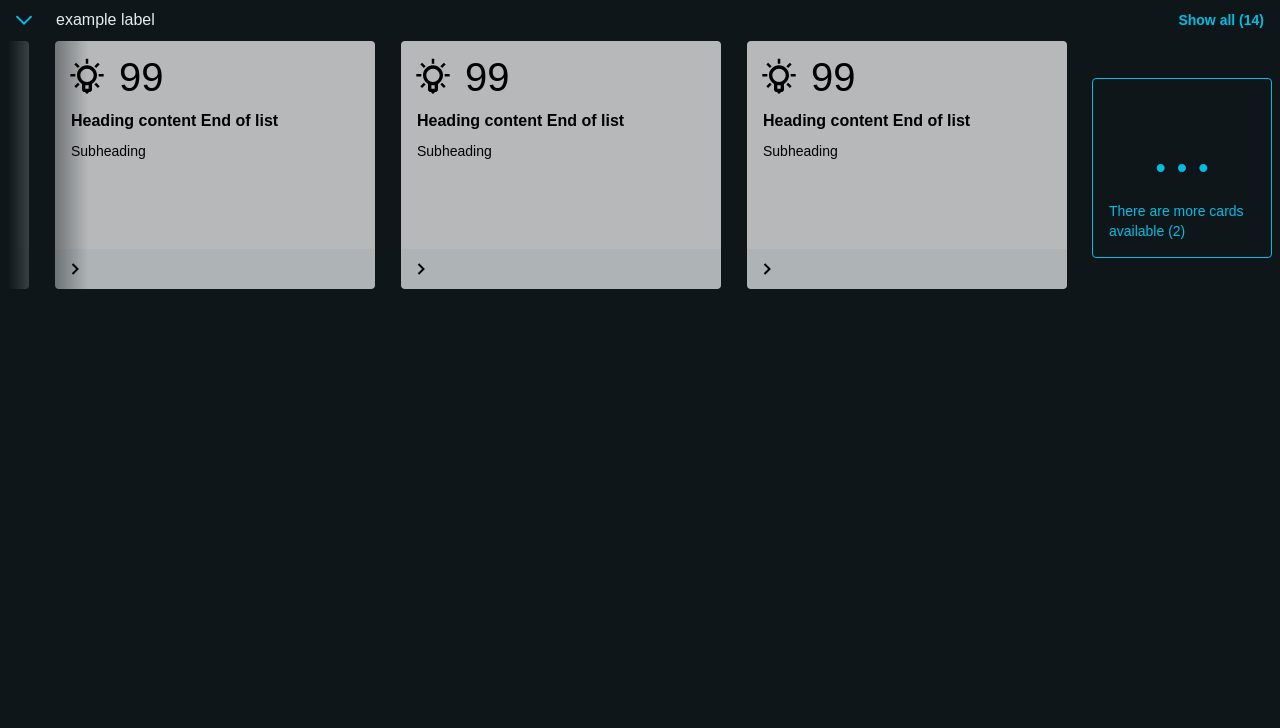 example label
Show all (14)
99
Heading content End of list
Subheading
99
Heading content End of list
Subheading
99
Heading content End of list
Subheading
There are more cards
available (2)